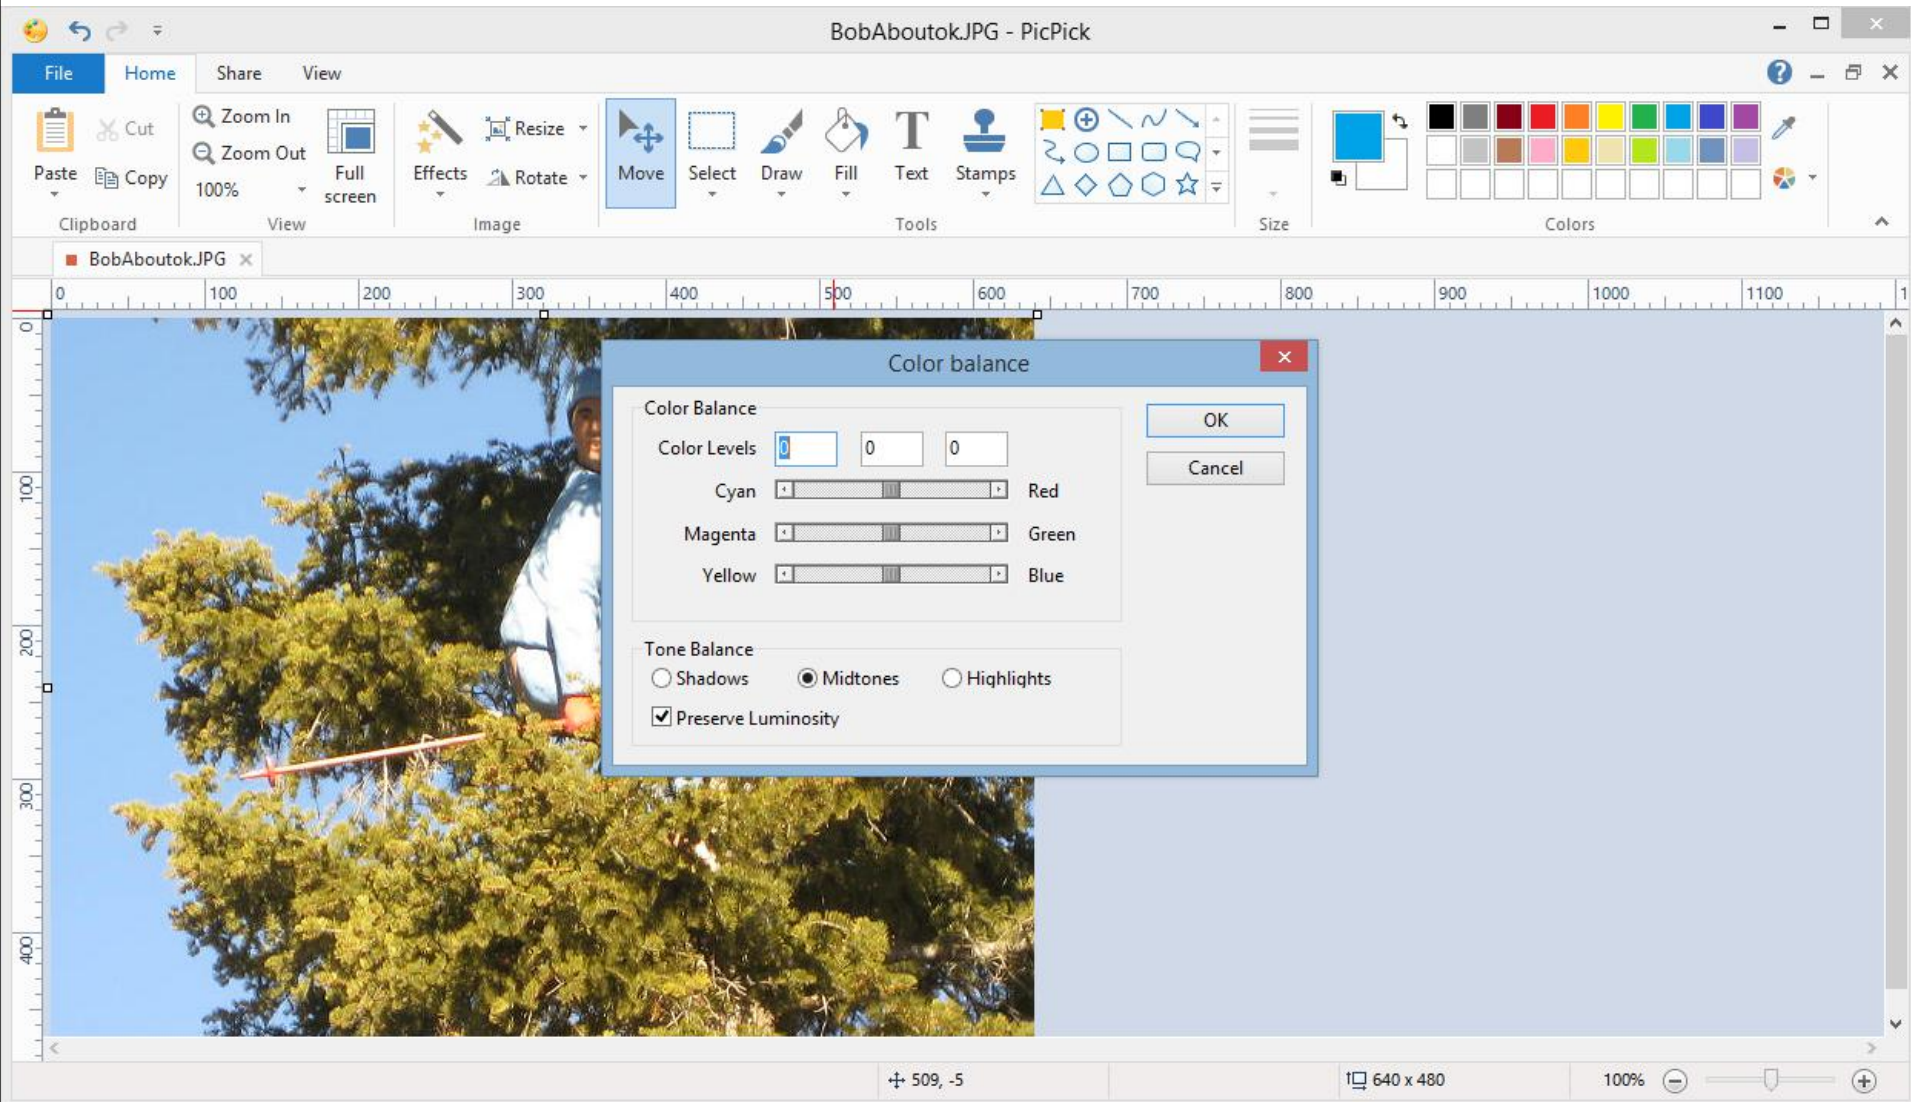 BobAboutok.JPG - PicPick
File Home Share View
Paste
Cut
Copy
Clipboard
Zoom In
Zoom Out
100%
Full
screen
View
Effects
Resize
Rotate
Image
Move
Select
Draw
Fill
Text
Stamps
Tools
Size
Colors
BobAboutok.JPG
0 100 200 300 400 500 600 700 800 900 1000 1100 1
0
100
200
300
400
Color balance
Color Balance
Color Levels 0 0 0
Cyan Red
Magenta Green
Yellow Blue
Tone Balance
Shadows Midtones Highlights
Preserve Luminosity
OK
Cancel
509, -5 640 x 480 100%